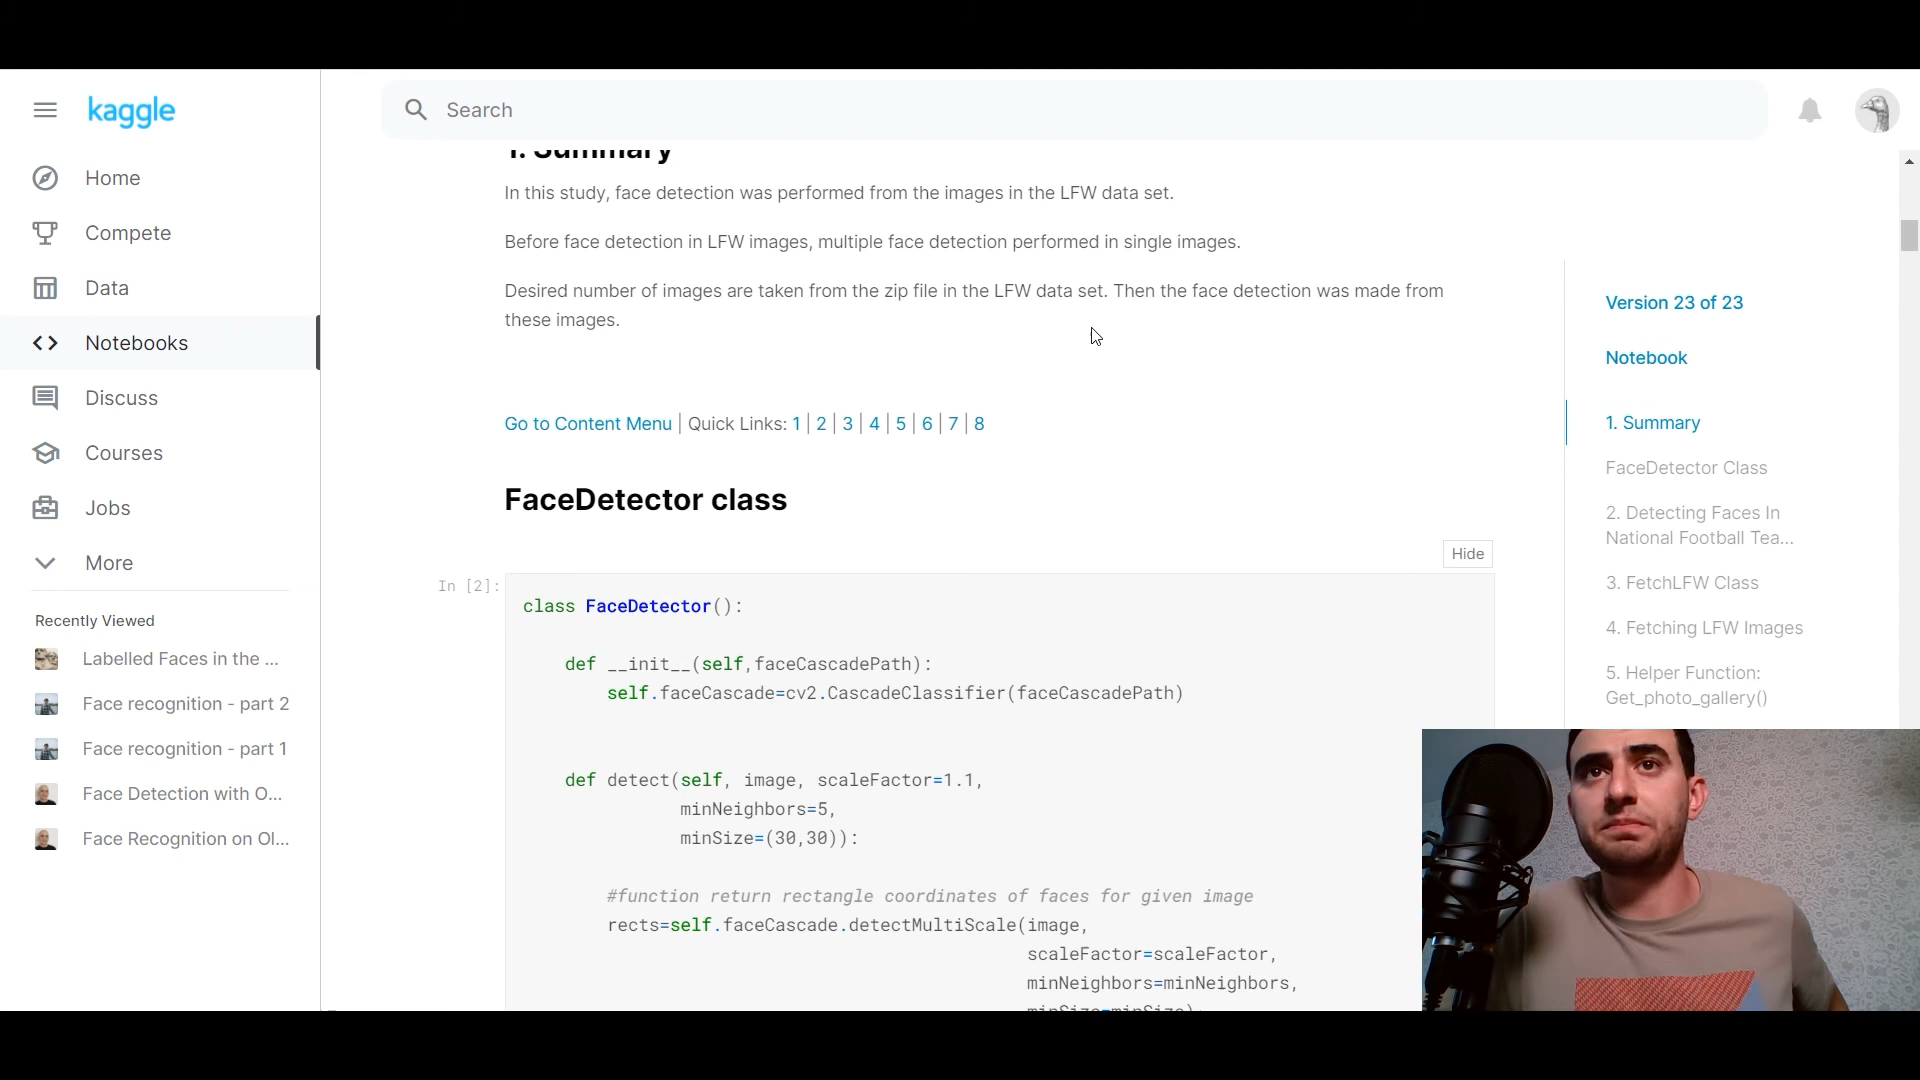 kaggle
Search
Home
Compete
Data
Notebooks
Discuss
Courses
Jobs
More
Recently Viewed
Labelled Faces in the ...
Face recognition - part 2
Face recognition - part 1
Face Detection with O...
Face Recognition on Ol...
1. Summary
In this study, face detection was performed from the images in the LFW data set.
Before face detection in LFW images, multiple face detection performed in single images.
Desired number of images are taken from the zip file in the LFW data set. Then the face detection was made from
these images.
Go to Content Menu | Quick Links: 1 | 2 | 3 | 4 | 5 | 6 | 7 | 8
FaceDetector class
Hide
In [2]:
class FaceDetector():
def __init__(self,faceCascadePath):
self.faceCascade=cv2.CascadeClassifier(faceCascadePath)
def detect(self, image, scaleFactor=1.1,
minNeighbors=5,
minSize=(30,30)):
#function return rectangle coordinates of faces for given image
rects=self.faceCascade.detectMultiScale(image,
scaleFactor=scaleFactor,
minNeighbors=minNeighbors,
minSize=minSize)
Version 23 of 23
Notebook
1. Summary
FaceDetector Class
2. Detecting Faces In
National Football Tea...
3. FetchLFW Class
4. Fetching LFW Images
5. Helper Function:
Get_photo_gallery()